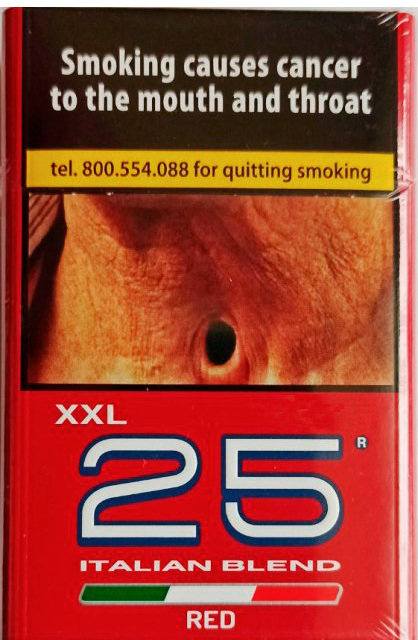 Smoking causes cancer
to the mouth and throat
tel. 800.554.088 for quitting smoking
XXL
25 R
ITALIAN BLEND
RED